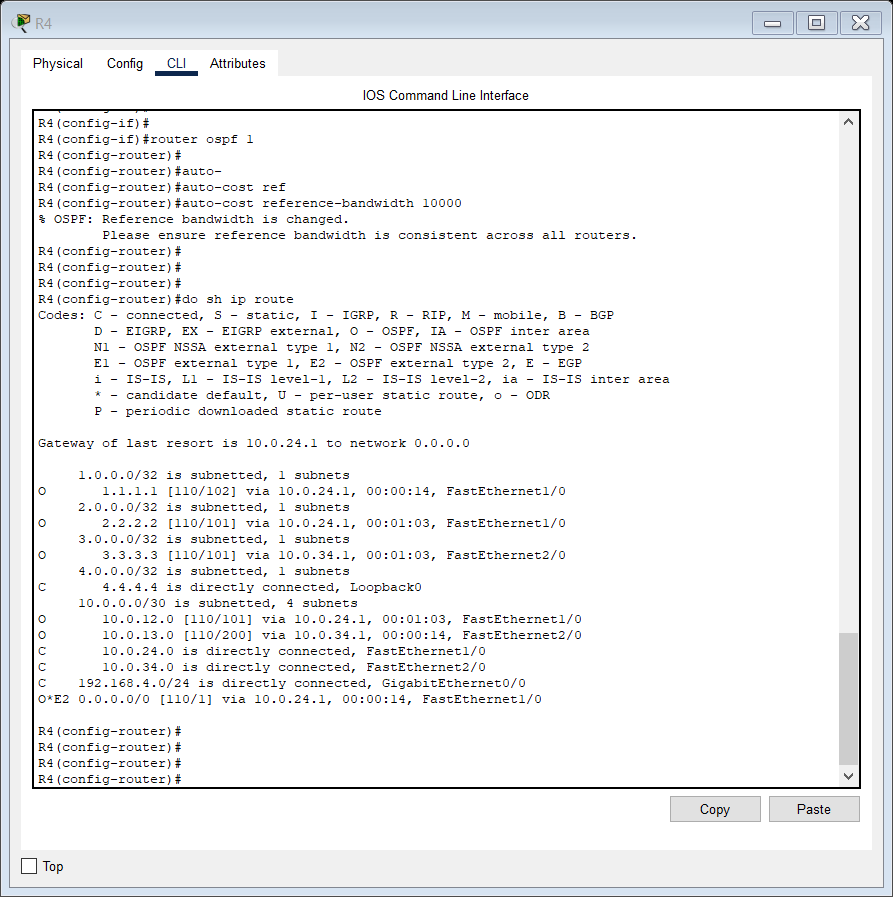 R4
Physical Config CLI Attributes
IOS Command Line Interface
R4(config-if)#
R4(config-if)#router ospf 1
R4(config-router)#
R4(config-router)#auto-
R4(config-router)#auto-cost ref
R4(config-router)#auto-cost reference-bandwidth 10000
% OSPF: Reference bandwidth is changed.
        Please ensure reference bandwidth is consistent across all routers.
R4(config-router)#
R4(config-router)#
R4(config-router)#
R4(config-router)#do sh ip route
Codes: C - connected, S - static, I - IGRP, R - RIP, M - mobile, B - BGP
       D - EIGRP, EX - EIGRP external, O - OSPF, IA - OSPF inter area
       N1 - OSPF NSSA external type 1, N2 - OSPF NSSA external type 2
       E1 - OSPF external type 1, E2 - OSPF external type 2, E - EGP
       i - IS-IS, L1 - IS-IS level-1, L2 - IS-IS level-2, ia - IS-IS inter area
       * - candidate default, U - per-user static route, o - ODR
       P - periodic downloaded static route
Gateway of last resort is 10.0.24.1 to network 0.0.0.0
     1.0.0.0/32 is subnetted, 1 subnets
O       1.1.1.1 [110/102] via 10.0.24.1, 00:00:14, FastEthernet1/0
     2.0.0.0/32 is subnetted, 1 subnets
O       2.2.2.2 [110/101] via 10.0.24.1, 00:01:03, FastEthernet1/0
     3.0.0.0/32 is subnetted, 1 subnets
O       3.3.3.3 [110/101] via 10.0.34.1, 00:01:03, FastEthernet2/0
     4.0.0.0/32 is subnetted, 1 subnets
C       4.4.4.4 is directly connected, Loopback0
     10.0.0.0/30 is subnetted, 4 subnets
O       10.0.12.0 [110/101] via 10.0.24.1, 00:01:03, FastEthernet1/0
O       10.0.13.0 [110/200] via 10.0.34.1, 00:00:14, FastEthernet2/0
C       10.0.24.0 is directly connected, FastEthernet1/0
C       10.0.34.0 is directly connected, FastEthernet2/0
C    192.168.4.0/24 is directly connected, GigabitEthernet0/0
O*E2 0.0.0.0/0 [110/1] via 10.0.24.1, 00:00:14, FastEthernet1/0
R4(config-router)#
R4(config-router)#
R4(config-router)#
R4(config-router)#
Copy Paste
Top